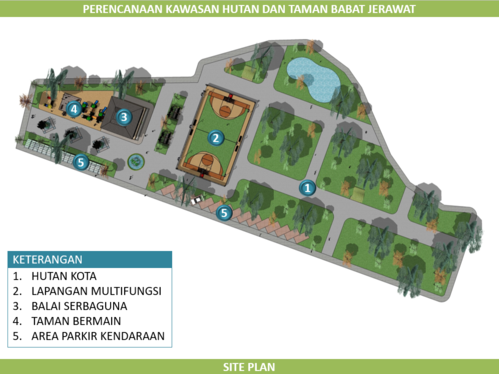 PERENCANAAN KAWASAN HUTAN DAN TAMAN BABAT JERAWAT
4
3
2
5
1
5
KETERANGAN
1. HUTAN KOTA
2. LAPANGAN MULTIFUNGSI
3. BALAI SERBAGUNA
4. TAMAN BERMAIN
5. AREA PARKIR KENDARAAN
SITE PLAN